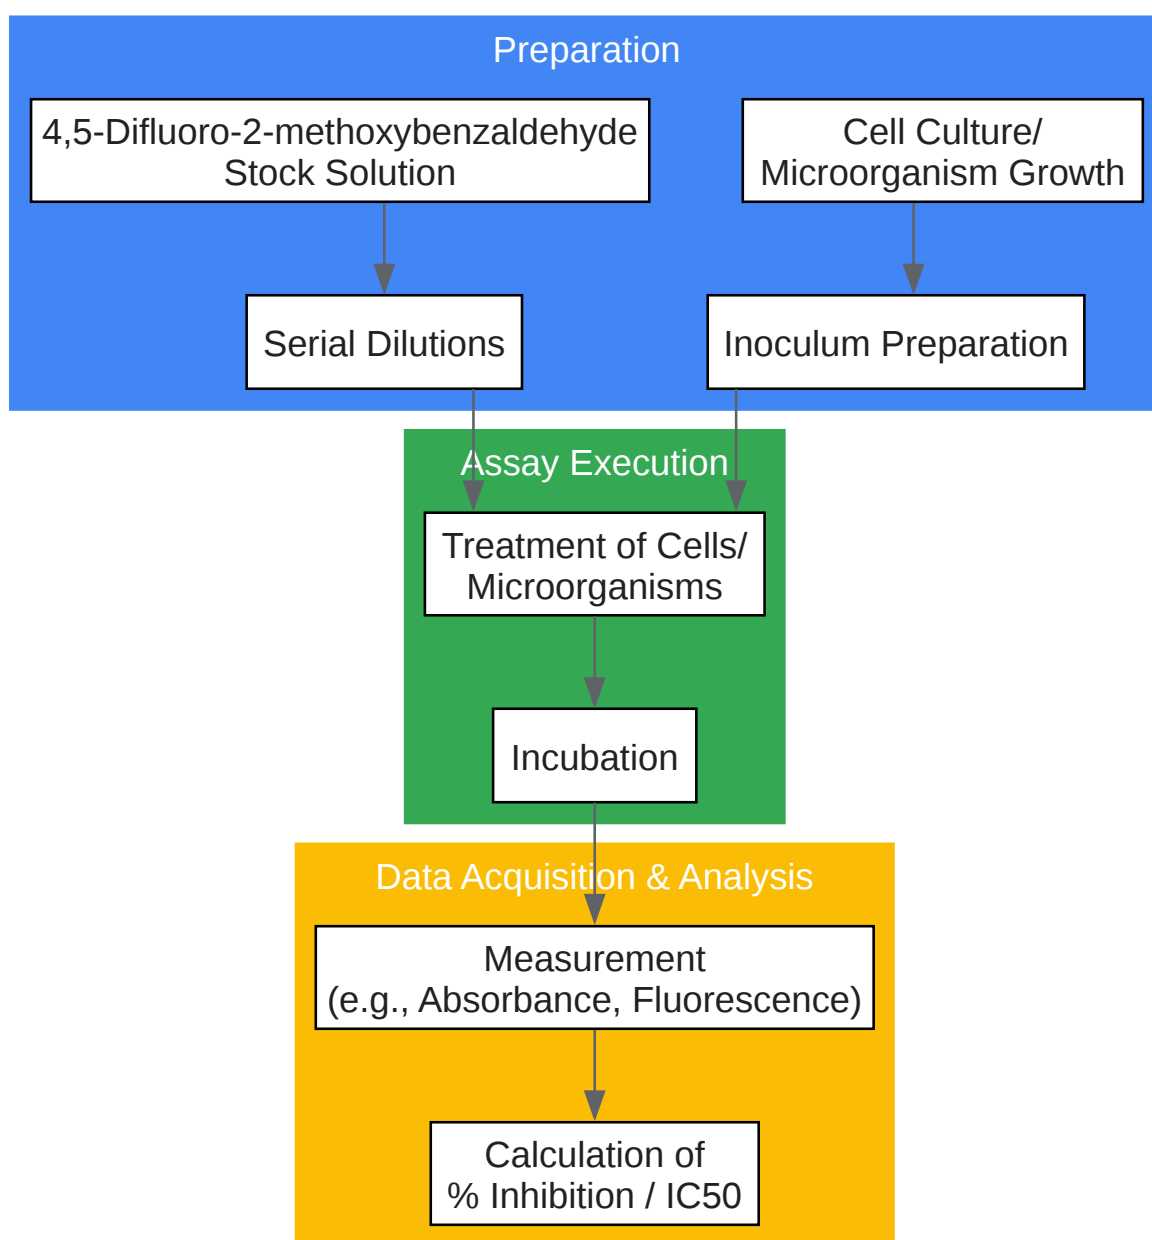 Preparation
4,5-Difluoro-2-methoxybenzaldehyde
Stock Solution
Cell Culture/
Microorganism Growth
Serial Dilutions
Inoculum Preparation
Assay Execution
Treatment of Cells/
Microorganisms
Incubation
Data Acquisition & Analysis
Measurement
(e.g., Absorbance, Fluorescence)
Calculation of
% Inhibition / IC50